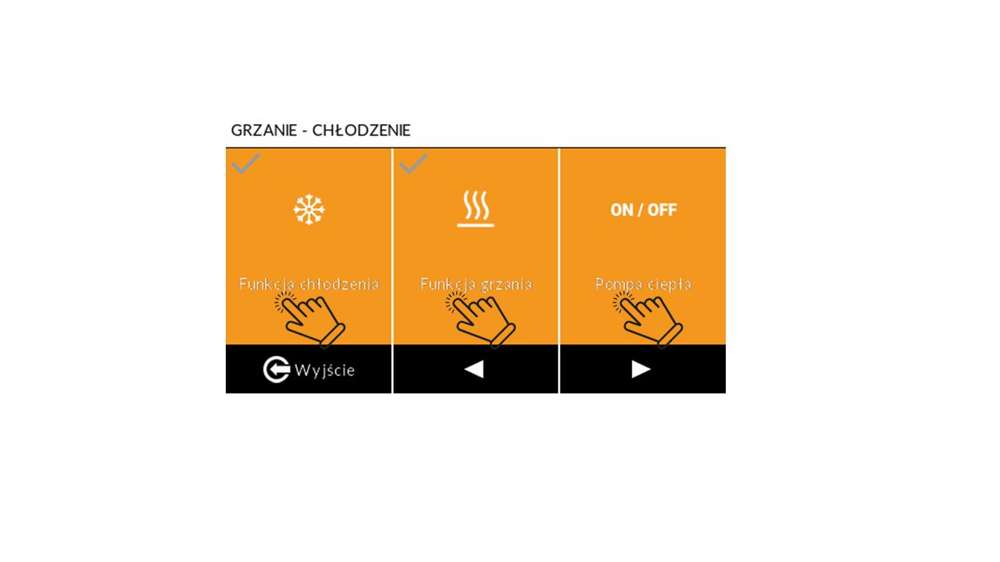 GRZANIE - CHŁODZENIE
ON / OFF
Funkcja chłodzenia
Funkcja grzania
Pompa ciepła
Wyjście